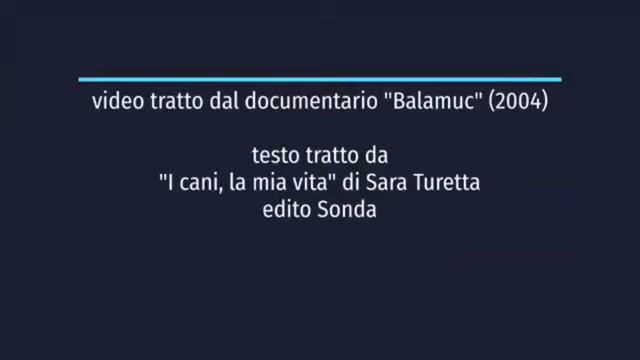 video tratto dal documentario "Balamuc" (2004)
testo tratto da
"I cani, la mia vita" di Sara Turetta
edito Sonda